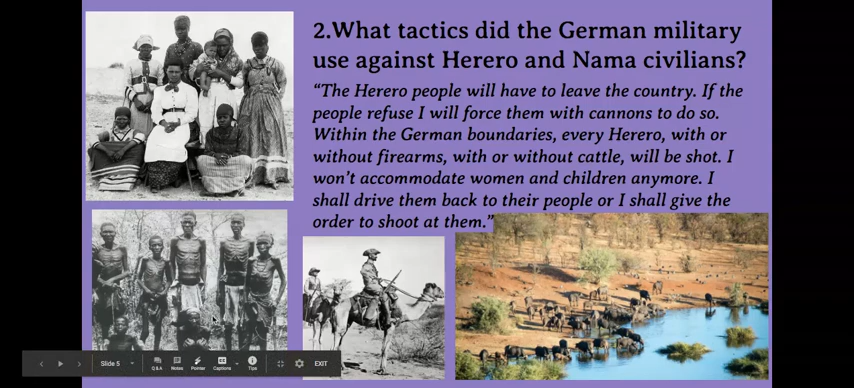 2.What tactics did the German military
use against Herero and Nama civilians?
“The Herero people will have to leave the country. If the
people refuse I will force them with cannons to do so.
Within the German boundaries, every Herero, with or
without firearms, with or without cattle, will be shot. I
won’t accommodate women and children anymore. I
shall drive them back to their people or I shall give the
order to shoot at them.”
Slide 5
Q&A
Notes
Pointer
Captions
Tips
EXIT